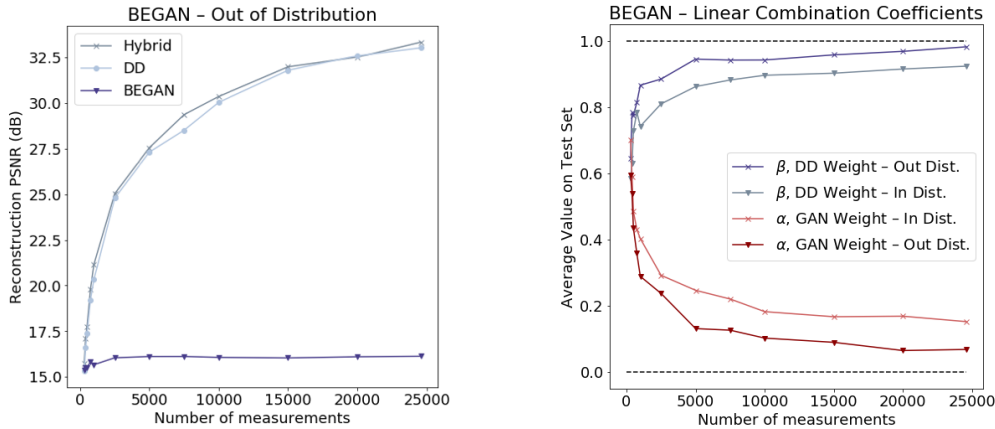 BEGAN – Out of Distribution
Hybrid
DD
BEGAN
Reconstruction PSNR (dB)
32.5
30.0
27.5
25.0
22.5
20.0
17.5
15.0
0 5000 10000 15000 20000 25000
Number of measurements
BEGAN – Linear Combination Coefficients
β, DD Weight – Out Dist.
β, DD Weight – In Dist.
α, GAN Weight – In Dist.
α, GAN Weight – Out Dist.
Average Value on Test Set
1.0
0.8
0.6
0.4
0.2
0.0
0 5000 10000 15000 20000 25000
Number of measurements